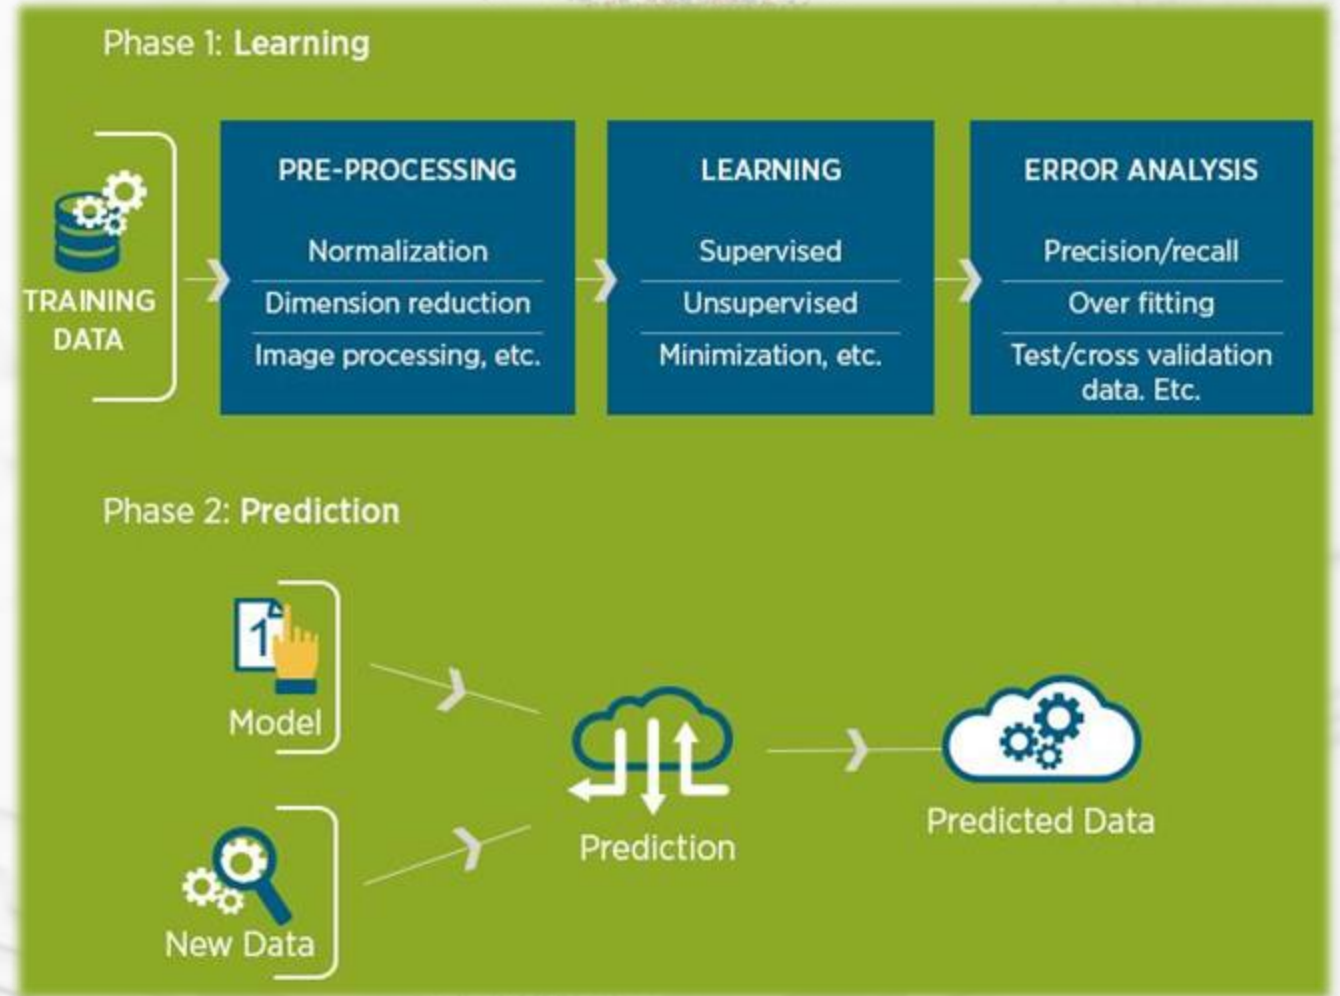 Phase 1: Learning
TRAINING
DATA
PRE-PROCESSING
Normalization
Dimension reduction
Image processing, etc.
LEARNING
Supervised
Unsupervised
Minimization, etc.
ERROR ANALYSIS
Precision/recall
Over fitting
Test/cross validation
data. Etc.
Phase 2: Prediction
1
Model
New Data
Prediction
Predicted Data